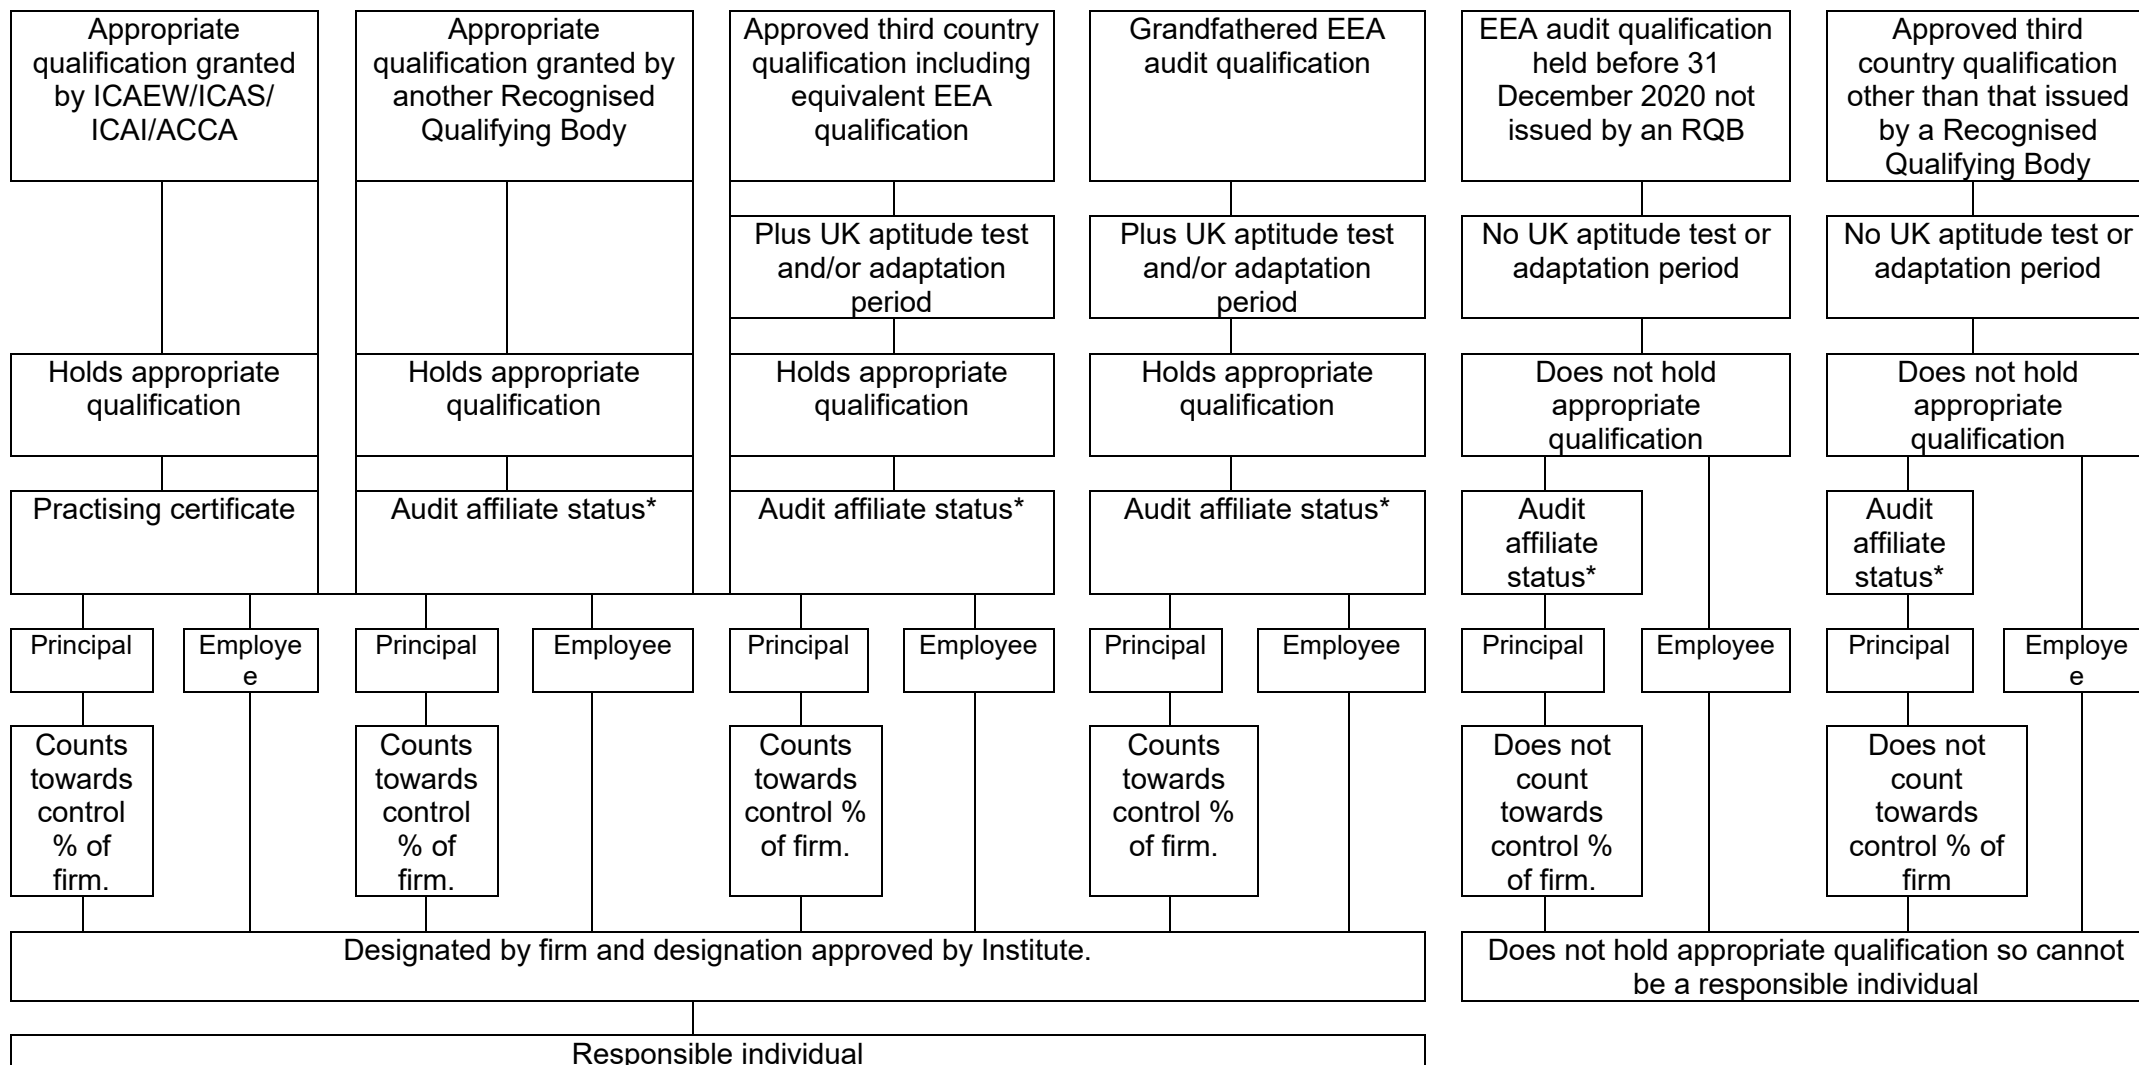 Appropriate
qualification granted
by ICAEW/ICAS/
ICAI/ACCA
Appropriate
qualification granted by
another Recognised
Qualifying Body
Approved third country
qualification including
equivalent EEA
qualification
Grandfathered EEA
audit qualification
EEA audit qualification
held before 31
December 2020 not
issued by an RQB
Approved third
country qualification
other than that issued
by a Recognised
Qualifying Body
Plus UK aptitude test
and/or adaptation
period
Plus UK aptitude test
and/or adaptation
period
No UK aptitude test or
adaptation period
No UK aptitude test or
adaptation period
Holds appropriate
qualification
Holds appropriate
qualification
Holds appropriate
qualification
Holds appropriate
qualification
Does not hold
appropriate
qualification
Does not hold
appropriate
qualification
Practising certificate
Audit affiliate status*
Audit affiliate status*
Audit affiliate status*
Audit
affiliate
status*
Audit
affiliate
status*
Principal
Employe
e
Principal
Employee
Principal
Employee
Principal
Employee
Principal
Employee
Principal
Employe
e
Counts
towards
control
% of
firm.
Counts
towards
control
% of
firm.
Counts
towards
control %
of firm.
Counts
towards
control %
of firm.
Does not
count
towards
control %
of firm.
Does not
count
towards
control % of
firm
Designated by firm and designation approved by Institute.
Does not hold appropriate qualification so cannot
be a responsible individual
Responsible individual